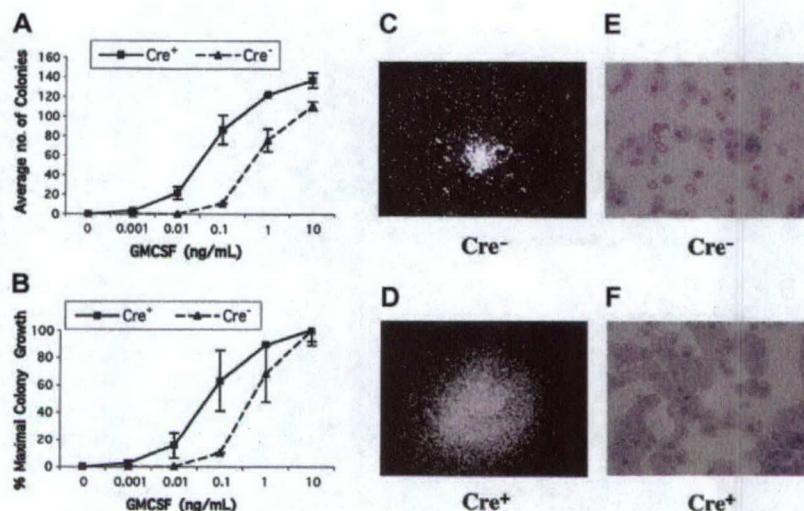 A
Cre+ Cre-
Average no. of Colonies
160
140
120
100
80
60
40
20
0
0 0.001 0.01 0.1 1 10
GMCSF (ng/mL)
B
Cre+ Cre-
% Maximal Colony Growth
100
80
60
40
20
0
0 0.001 0.01 0.1 1 10
GMCSF (ng/mL)
C
Cre-
D
Cre+
E
Cre-
F
Cre+